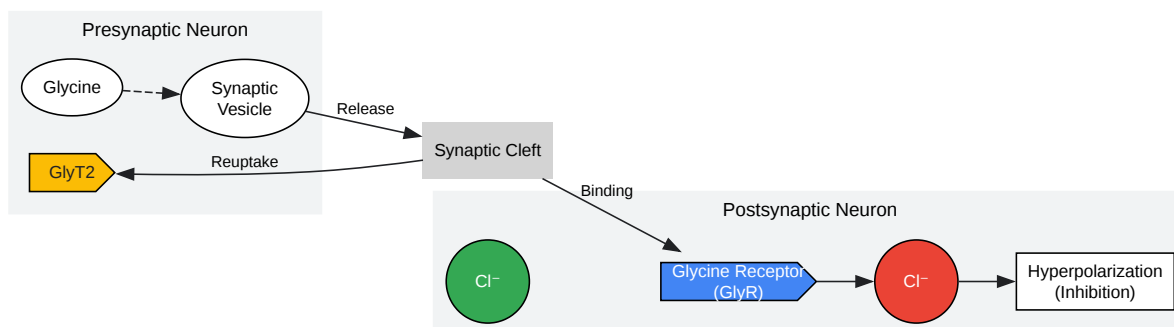 Presynaptic Neuron
Glycine
Synaptic
Vesicle
Release
Synaptic Cleft
GlyT2
Reuptake
Binding
Postsynaptic Neuron
Cl⁻
Glycine Receptor
(GlyR)
Cl⁻
Hyperpolarization
(Inhibition)